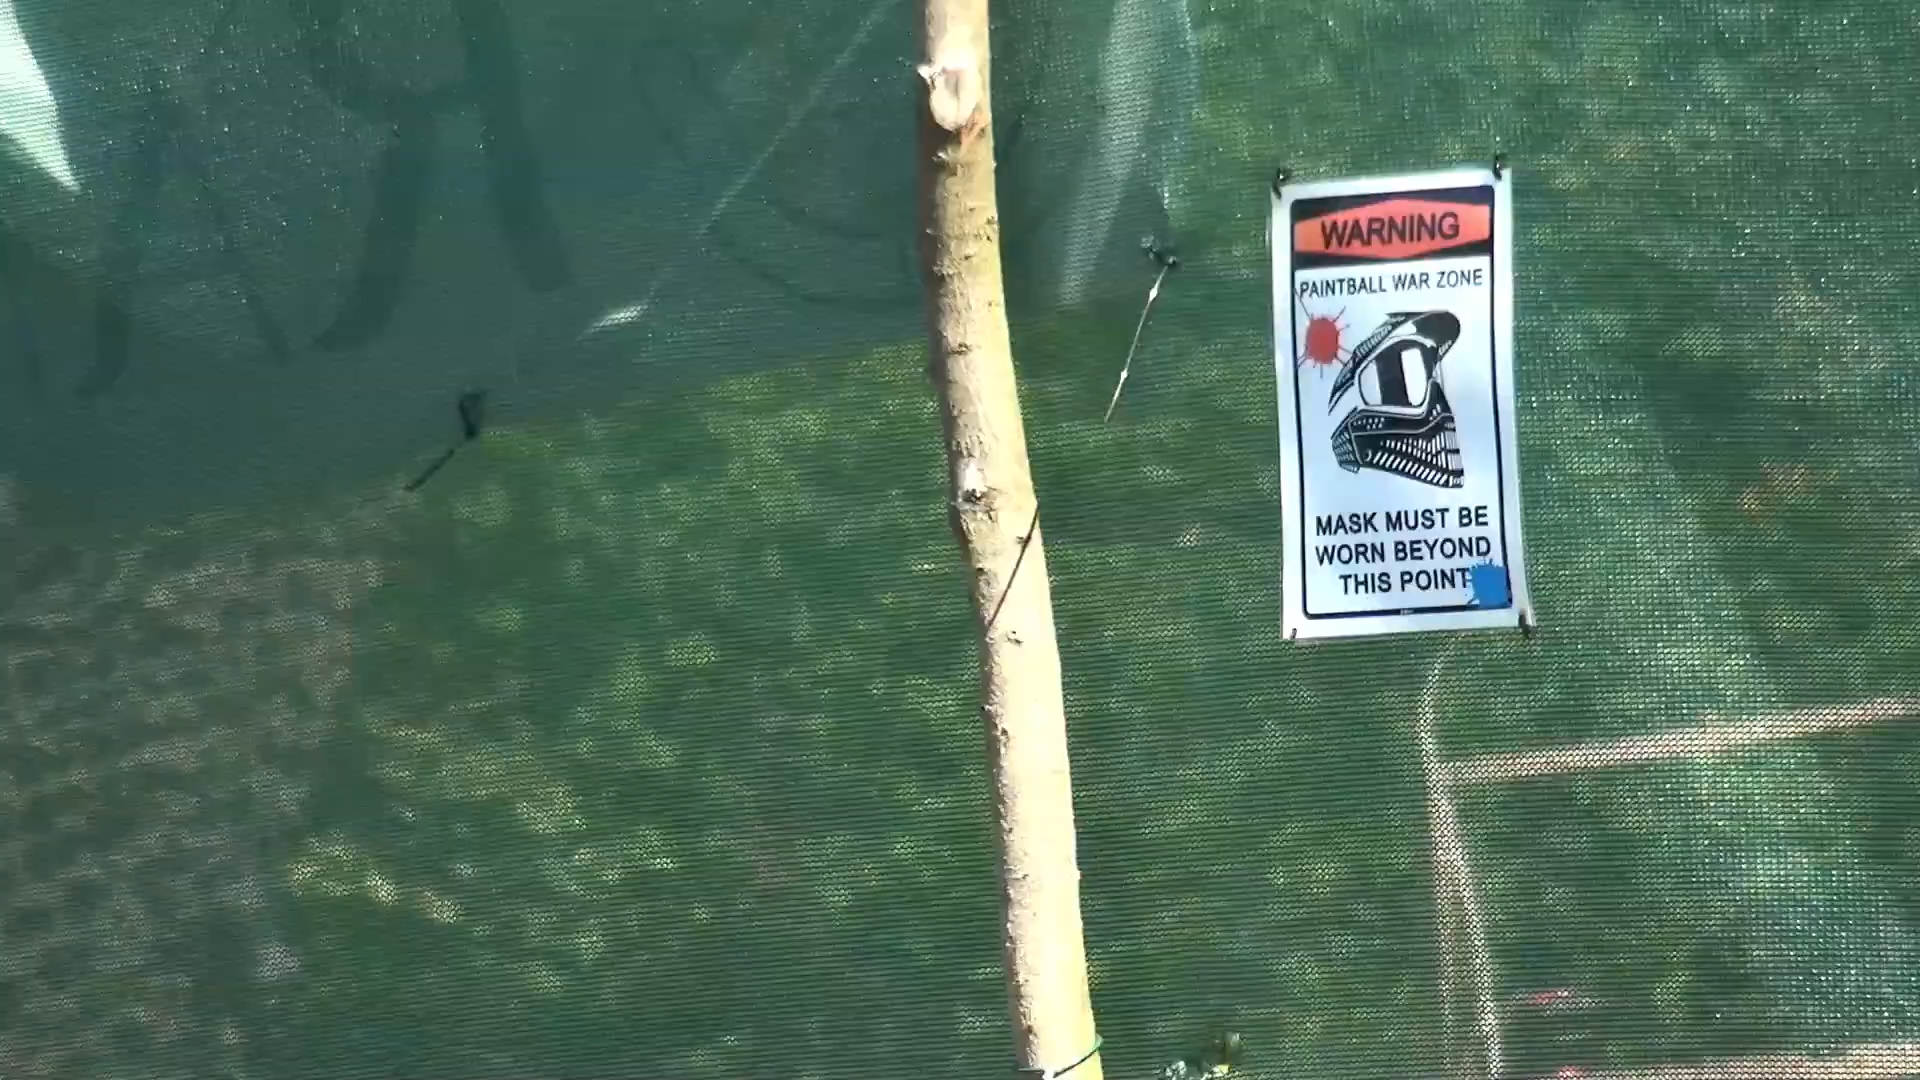 WARNING
PAINTBALL WAR ZONE
MASK MUST BE
WORN BEYOND
THIS POINT